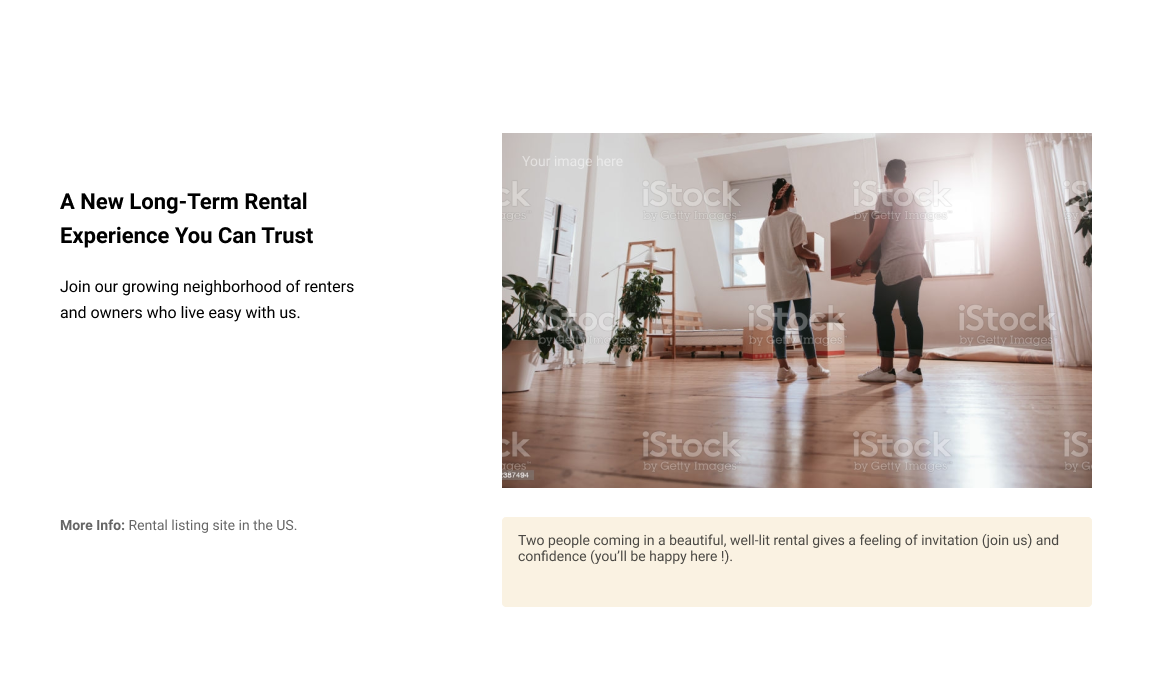 A New Long-Term Rental
Experience You Can Trust
Join our growing neighborhood of renters
and owners who live easy with us.
More Info: Rental listing site in the US.
Your image here
iStock
by Getty Images
iStock
by Getty Images
iStock
by Getty Images
iStock
by Getty Images
iStock
by Getty Images
iStock
by Getty Images
iStock
by Getty Images
387494
Two people coming in a beautiful, well-lit rental gives a feeling of invitation (join us) and
confidence (you'll be happy here !).